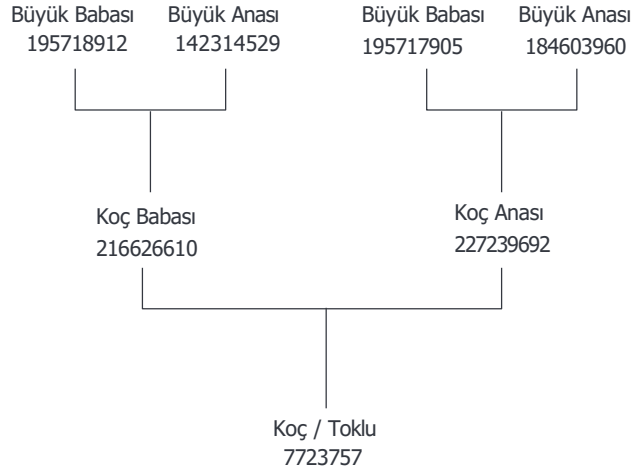 Büyük Babası Büyük Anası Büyük Babası Büyük Anası
195718912 142314529 195717905 184603960
Koç Babası Koç Anası
216626610 227239692
Koç / Toklu
7723757